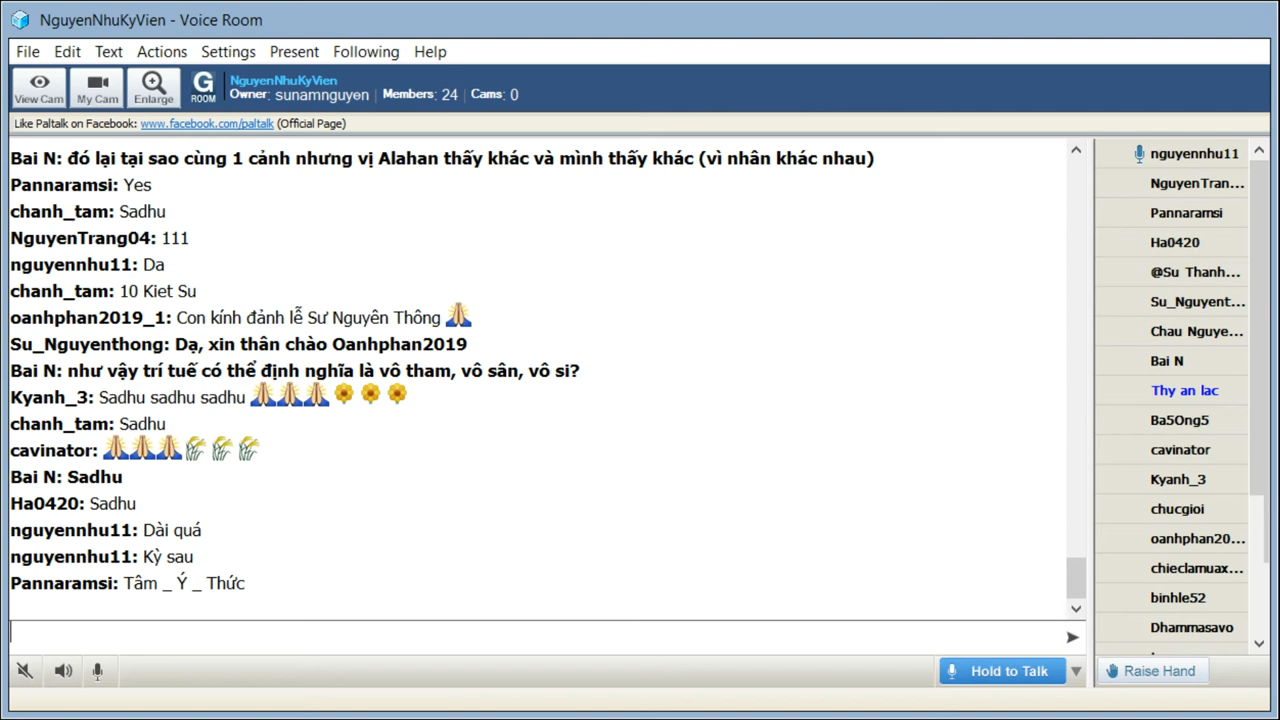 NguyenNhuKyVien - Voice Room
File Edit Text Actions Settings Present Following Help
View Cam My Cam Enlarge G ROOM
NguyenNhuKyVien
Owner: sunamnguyen | Members: 24 | Cams: 0
Like Paltalk on Facebook: www.facebook.com/paltalk (Official Page)
Bai N: đó lại tại sao cùng 1 cảnh nhưng vị Alahan thấy khác và mình thấy khác (vì nhân khác nhau)
Pannaramsi: Yes
chanh_tam: Sadhu
NguyenTrang04: 111
nguyennhu11: Da
chanh_tam: 10 Kiet Su
oanhphan2019_1: Con kính đảnh lễ Sư Nguyên Thông 🙏
Su_Nguyenthong: Dạ, xin thân chào Oanhphan2019
Bai N: như vậy trí tuế có thể định nghĩa là vô tham, vô sân, vô si?
Kyanh_3: Sadhu sadhu sadhu 🙏🙏🙏🌼🌼🌼
chanh_tam: Sadhu
cavinator: 🙏🙏🙏🌾🌾🌾
Bai N: Sadhu
Ha0420: Sadhu
nguyennhu11: Dài quá
nguyennhu11: Kỳ sau
Pannaramsi: Tâm _ Ý _ Thức
nguyennhu11
NguyenTran...
Pannaramsi
Ha0420
@Su Thanh...
Su_Nguyent...
Chau Nguye...
Bai N
Thy an lac
Ba5Ong5
cavinator
Kyanh_3
chucgioi
oanhphan20...
chieclamuax...
binhle52
Dhammasavo
Hold to Talk
Raise Hand